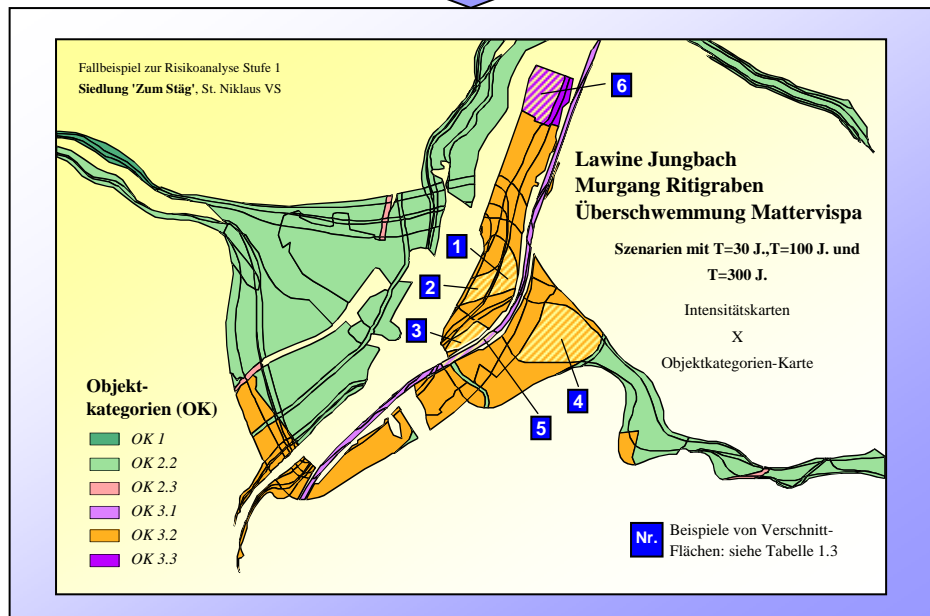 Fallbeispiel zur Risikoanalyse Stufe 1
Siedlung 'Zum Stäg', St. Niklaus VS
6
Lawine Jungbach
Murgang Ritigraben
Überschwemmung Mattervispa
Szenarien mit T=30 J.,T=100 J. und
T=300 J.
Intensitätskarten
X
Objektkategorien-Karte
1
2
3
4
5
Objekt-
kategorien (OK)
OK 1
OK 2.2
OK 2.3
OK 3.1
OK 3.2
OK 3.3
Nr.
Beispiele von Verschnitt-
Flächen: siehe Tabelle 1.3